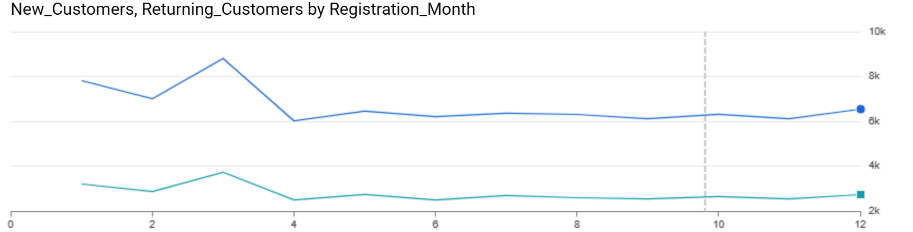 New_Customers, Returning_Customers by Registration_Month
10k
8k
6k
4k
2k
0 2 4 6 8 10 12